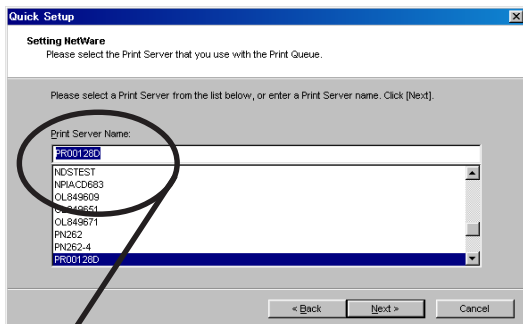 Quick Setup
Setting NetWare
Please select the Print Server that you use with the Print Queue.
Please select a Print Server from the list below, or enter a Print Server name. Click [Next].
Print Server Name:
PR00128D
NDSTEST
NPIACD683
OL849609
OL849651
OL849671
PN262
PN262-4
PR00128D
< Back Next > Cancel